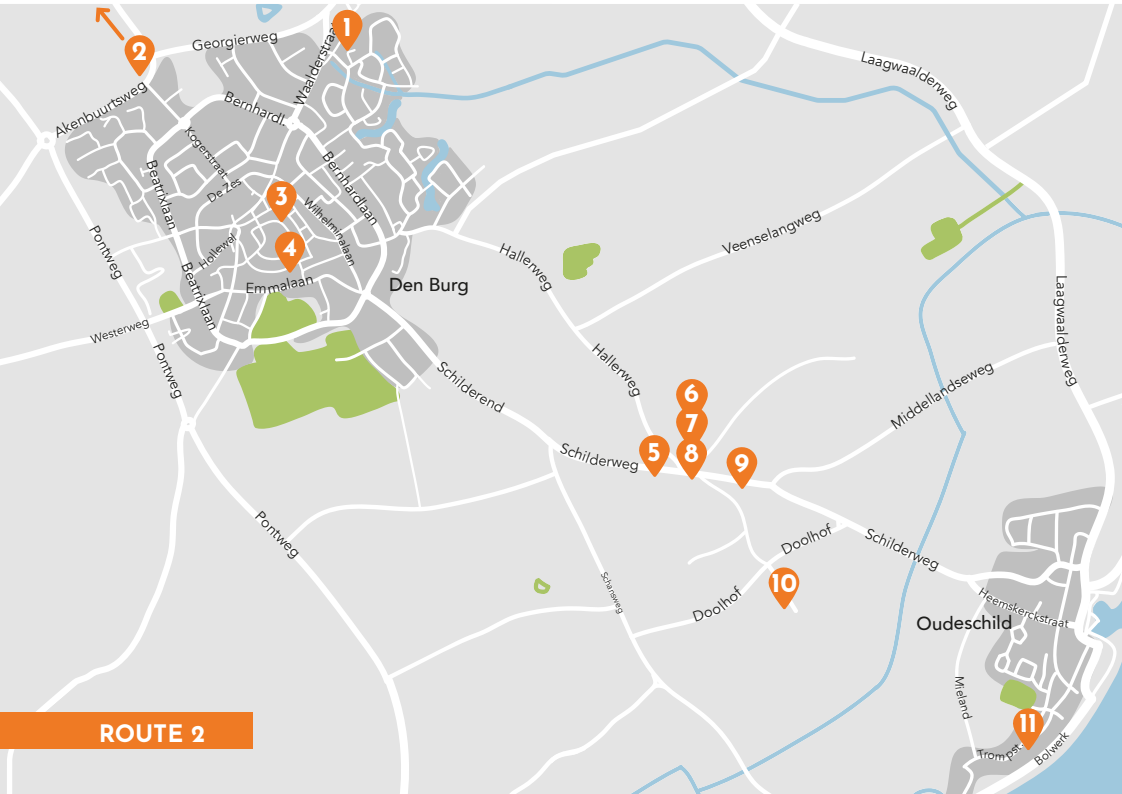 1
2
Georgierweg
Waalderstraat
Laagwaalderweg
Akenbuurtsweg
Bernhardl.
Kogerstraat
Bernhardlaan
Beatrixlaan
De Zes
3
Wilhelminalaan
Hollewal
4
Pontweg
Hallerweg
Veenselangweg
Beatrixlaan
Emmalaan
Den Burg
Laagwaalderweg
Westerweg
Pontweg
Hallerweg
Schilderend
Middellandseweg
6
7
5
8
9
Schilderweg
Pontweg
Doolhof
Schilderweg
10
Schansweg
Doolhof
Heemskerckstraat
Oudeschild
Mieland
11
Trompst.
Bolwerk
ROUTE 2